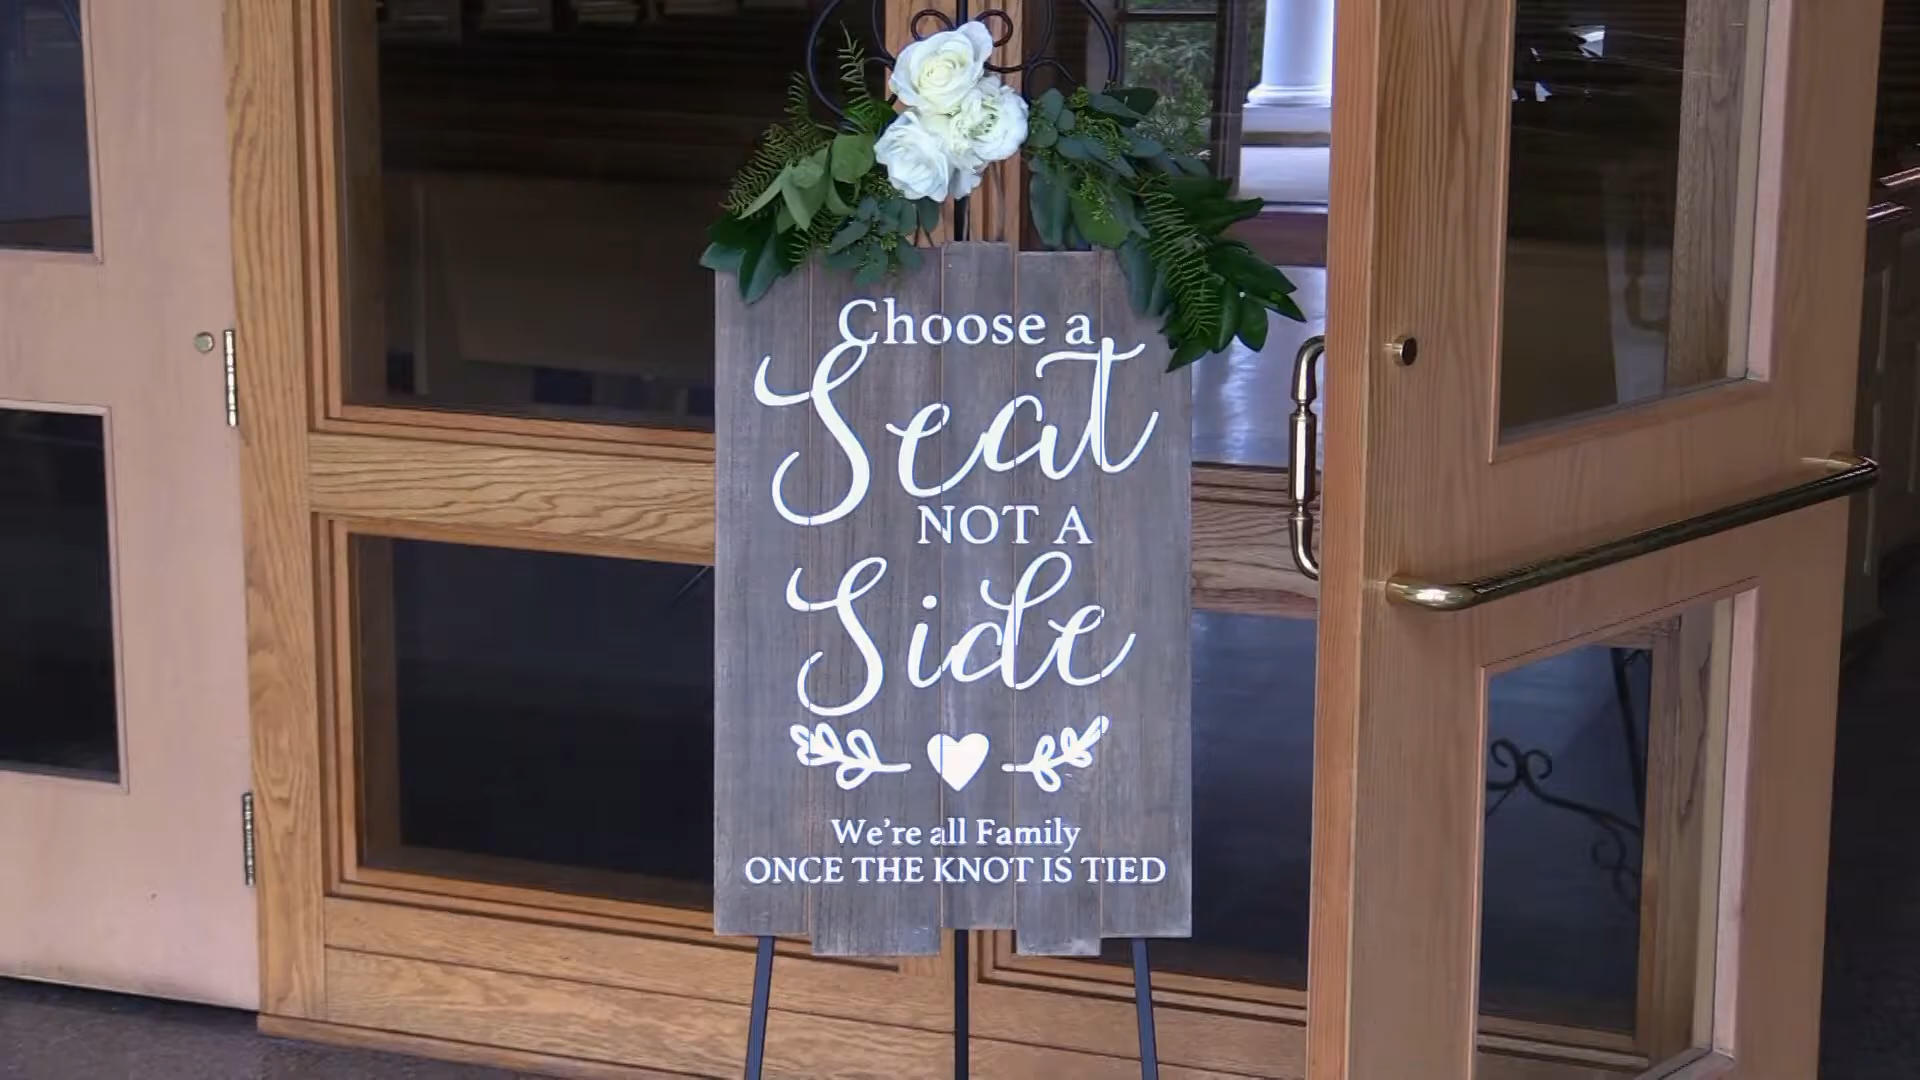 Choose a
Seat
NOT A
Side
We're all Family
ONCE THE KNOT IS TIED